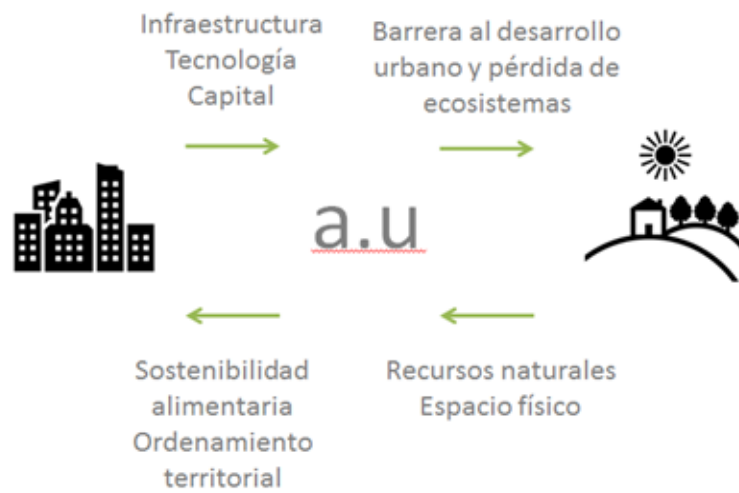 Infraestructura
Tecnología
Capital
Barrera al desarrollo
urbano y pérdida de
ecosistemas
a.u
Sostenibilidad
alimentaria
Ordenamiento
territorial
Recursos naturales
Espacio físico